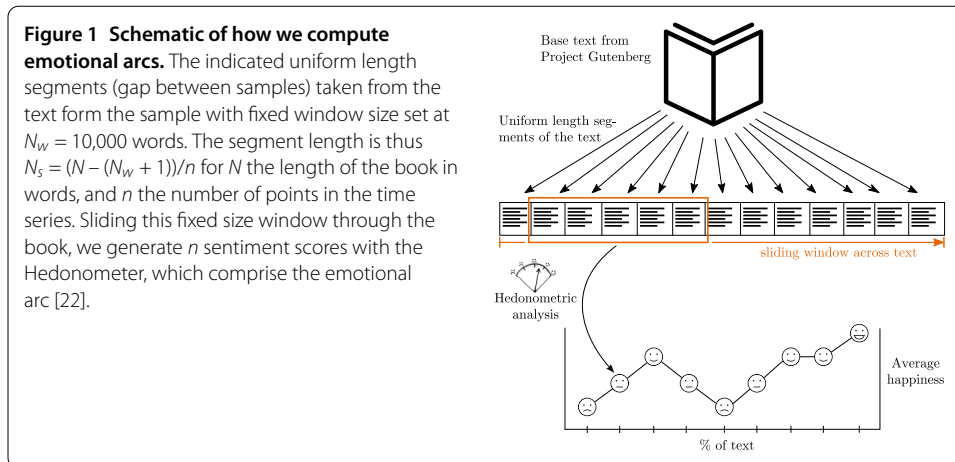 Figure 1 Schematic of how we compute
emotional arcs. The indicated uniform length
segments (gap between samples) taken from the
text form the sample with fixed window size set at
Nw = 10,000 words. The segment length is thus
Ns = (N – (Nw + 1))/n for N the length of the book in
words, and n the number of points in the time
series. Sliding this fixed size window through the
book, we generate n sentiment scores with the
Hedonometer, which comprise the emotional
arc [22].
Base text from
Project Gutenberg
Uniform length seg-
ments of the text
sliding window across text
Hedonometric
analysis
Average
happiness
% of text